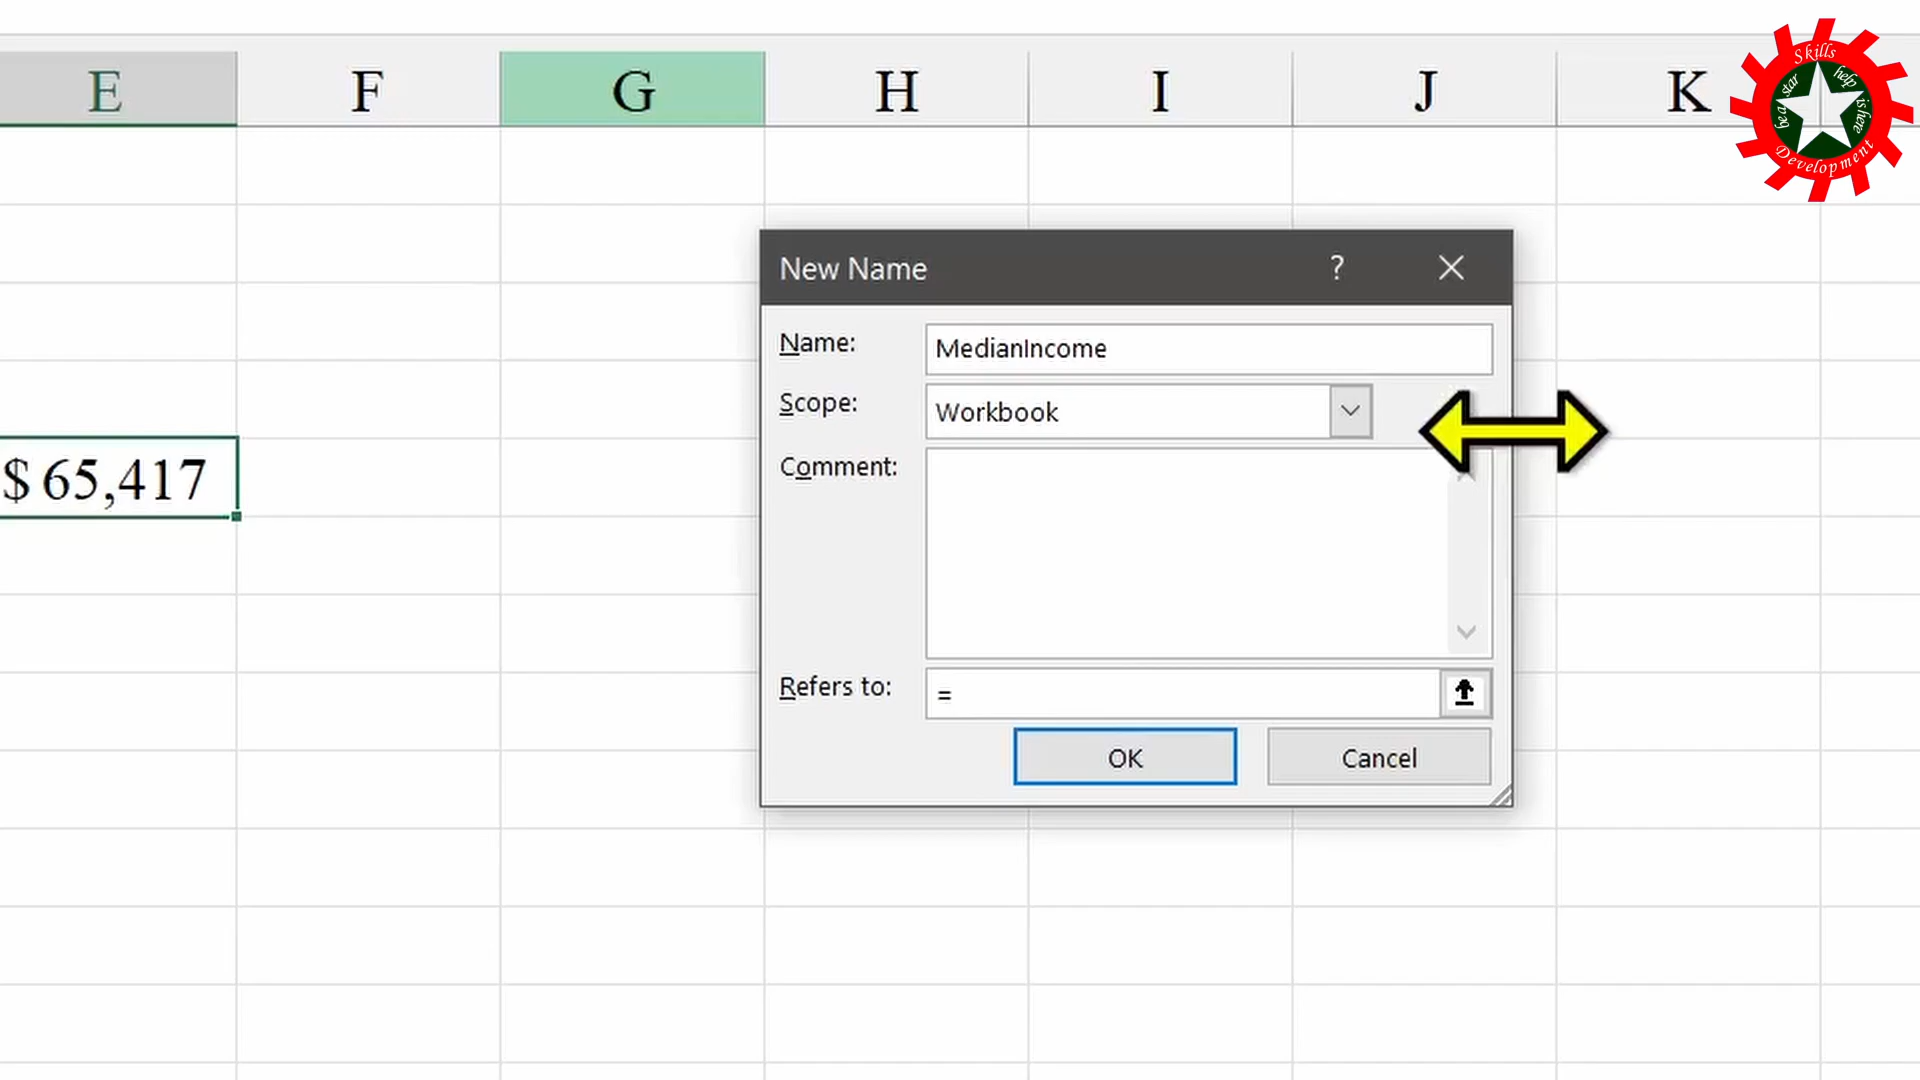 E F G H I J K
Skills
be a star
help is here
Development
New Name ?
Name: MedianIncome
Scope: Workbook
$ 65,417
Comment:
Refers to: =
OK Cancel